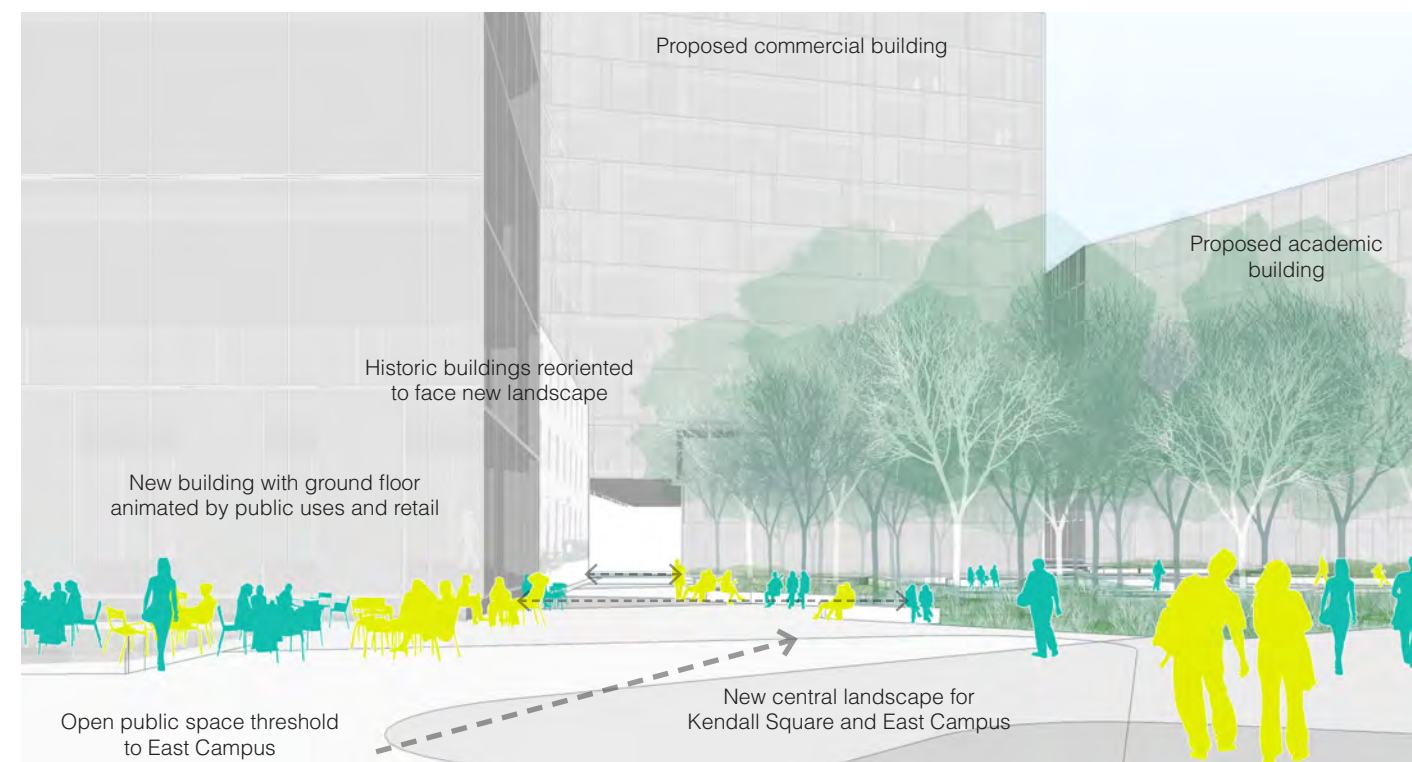 Proposed commercial building
Proposed academic
building
Historic buildings reoriented
to face new landscape
New building with ground floor
animated by public uses and retail
New central landscape for
Kendall Square and East Campus
Open public space threshold
to East Campus